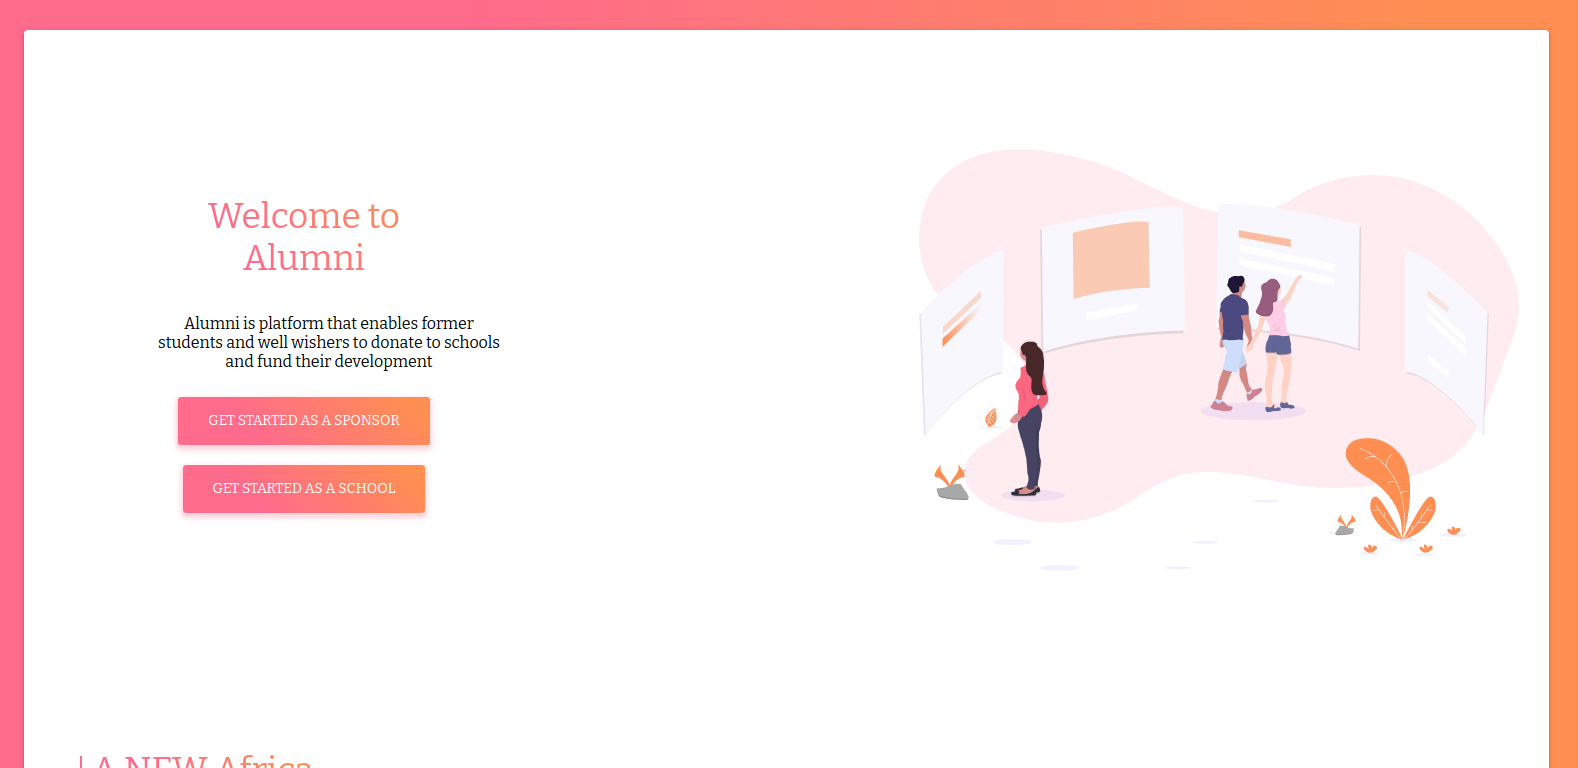 Welcome to
Alumni
Alumni is platform that enables former
students and well wishers to donate to schools
and fund their development
GET STARTED AS A SPONSOR
GET STARTED AS A SCHOOL
| A NEW Africa